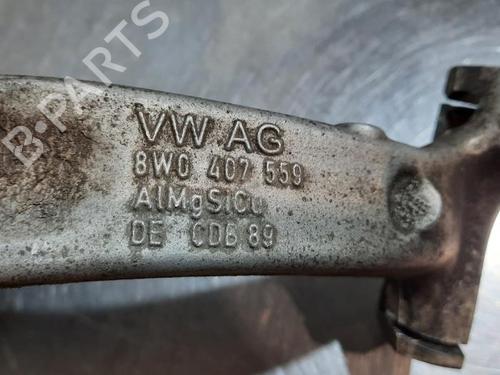 B-PARTS
VW AG
8W0 407 559
AlMgSiCu
DE CDB 89